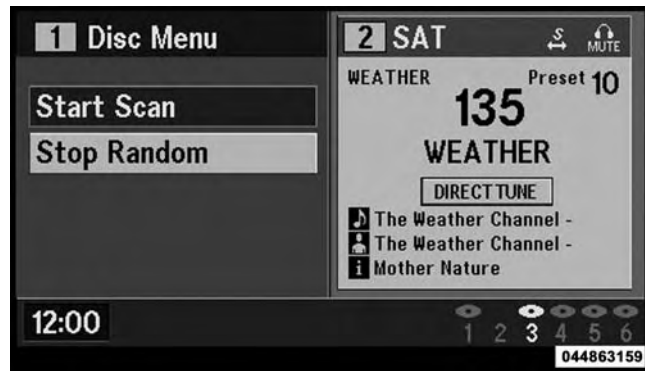 1 Disc Menu
Start Scan
Stop Random
2 SAT S MUTE
WEATHER Preset 10
135
WEATHER
DIRECT TUNE
The Weather Channel -
The Weather Channel -
i Mother Nature
12:00
1 2 3 4 5 6
044863159